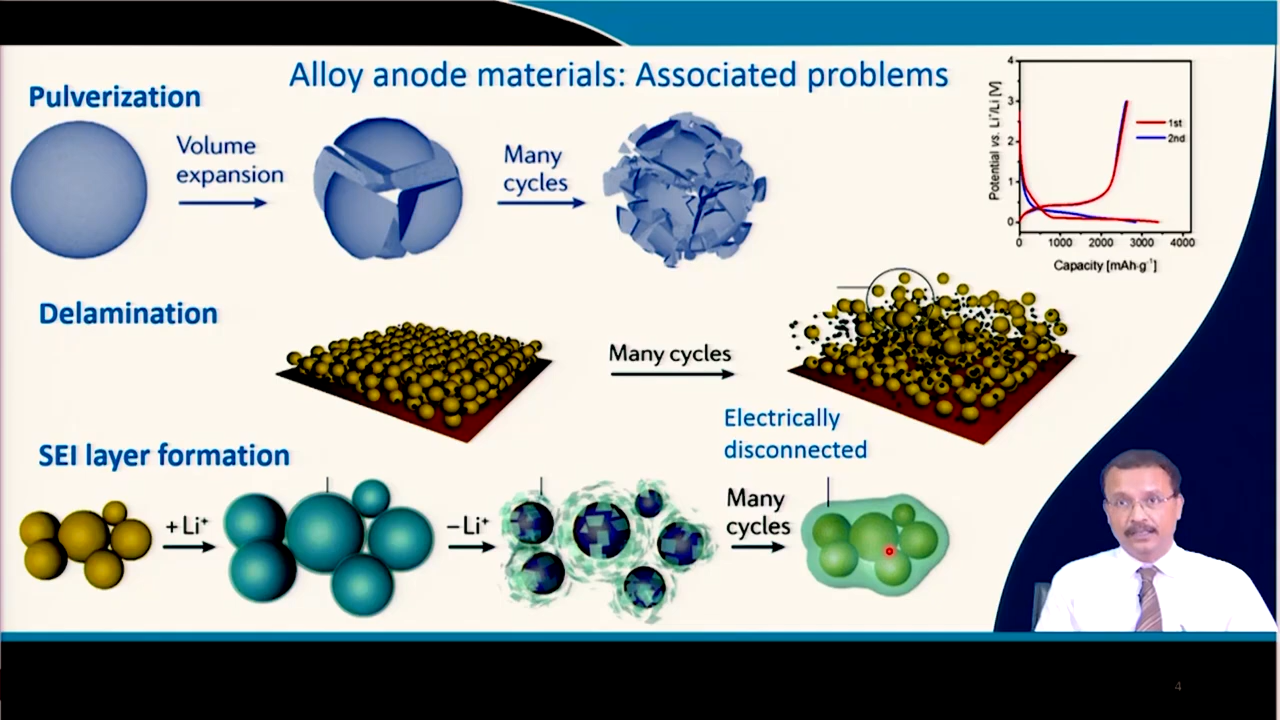 Alloy anode materials: Associated problems
Pulverization
Volume
expansion
Many
cycles
Potential vs. Li⁺/Li [V]
4
3
2
1
0
1st
2nd
0 1000 2000 3000 4000
Capacity [mAh·g⁻¹]
Delamination
Many cycles
Electrically
disconnected
SEI layer formation
+Li⁺
−Li⁺
Many
cycles
4